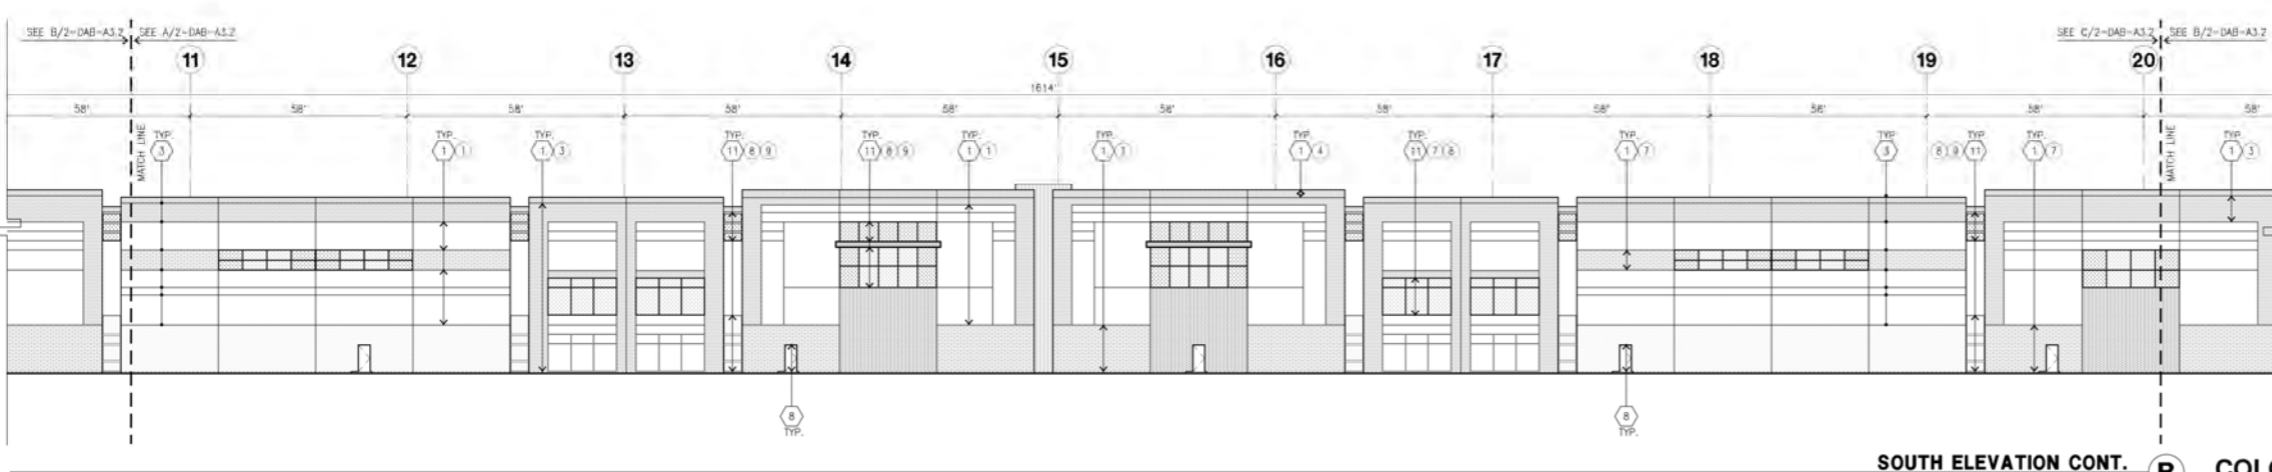 SEE B/2-DAB-A3.2 SEE A/2-DAB-A3.2 SEE C/2-DAB-A3.2 SEE B/2-DAB-A3.2
11 12 13 14 15 16 17 18 19 20
1614'
58' 58' 58' 58' 58' 58' 58' 58' 58'
MATCH LINE TYP. TYP. TYP. TYP. TYP. TYP. TYP. TYP. TYP. TYP. TYP. TYP. TYP. MATCH LINE TYP.
3 1 1 1 3 11 8 9 11 8 9 1 1 1 1 4 11 7 1 7 3 8 9 11 1 7 1 3
8 8
TYP. TYP.
SOUTH ELEVATION CONT. B